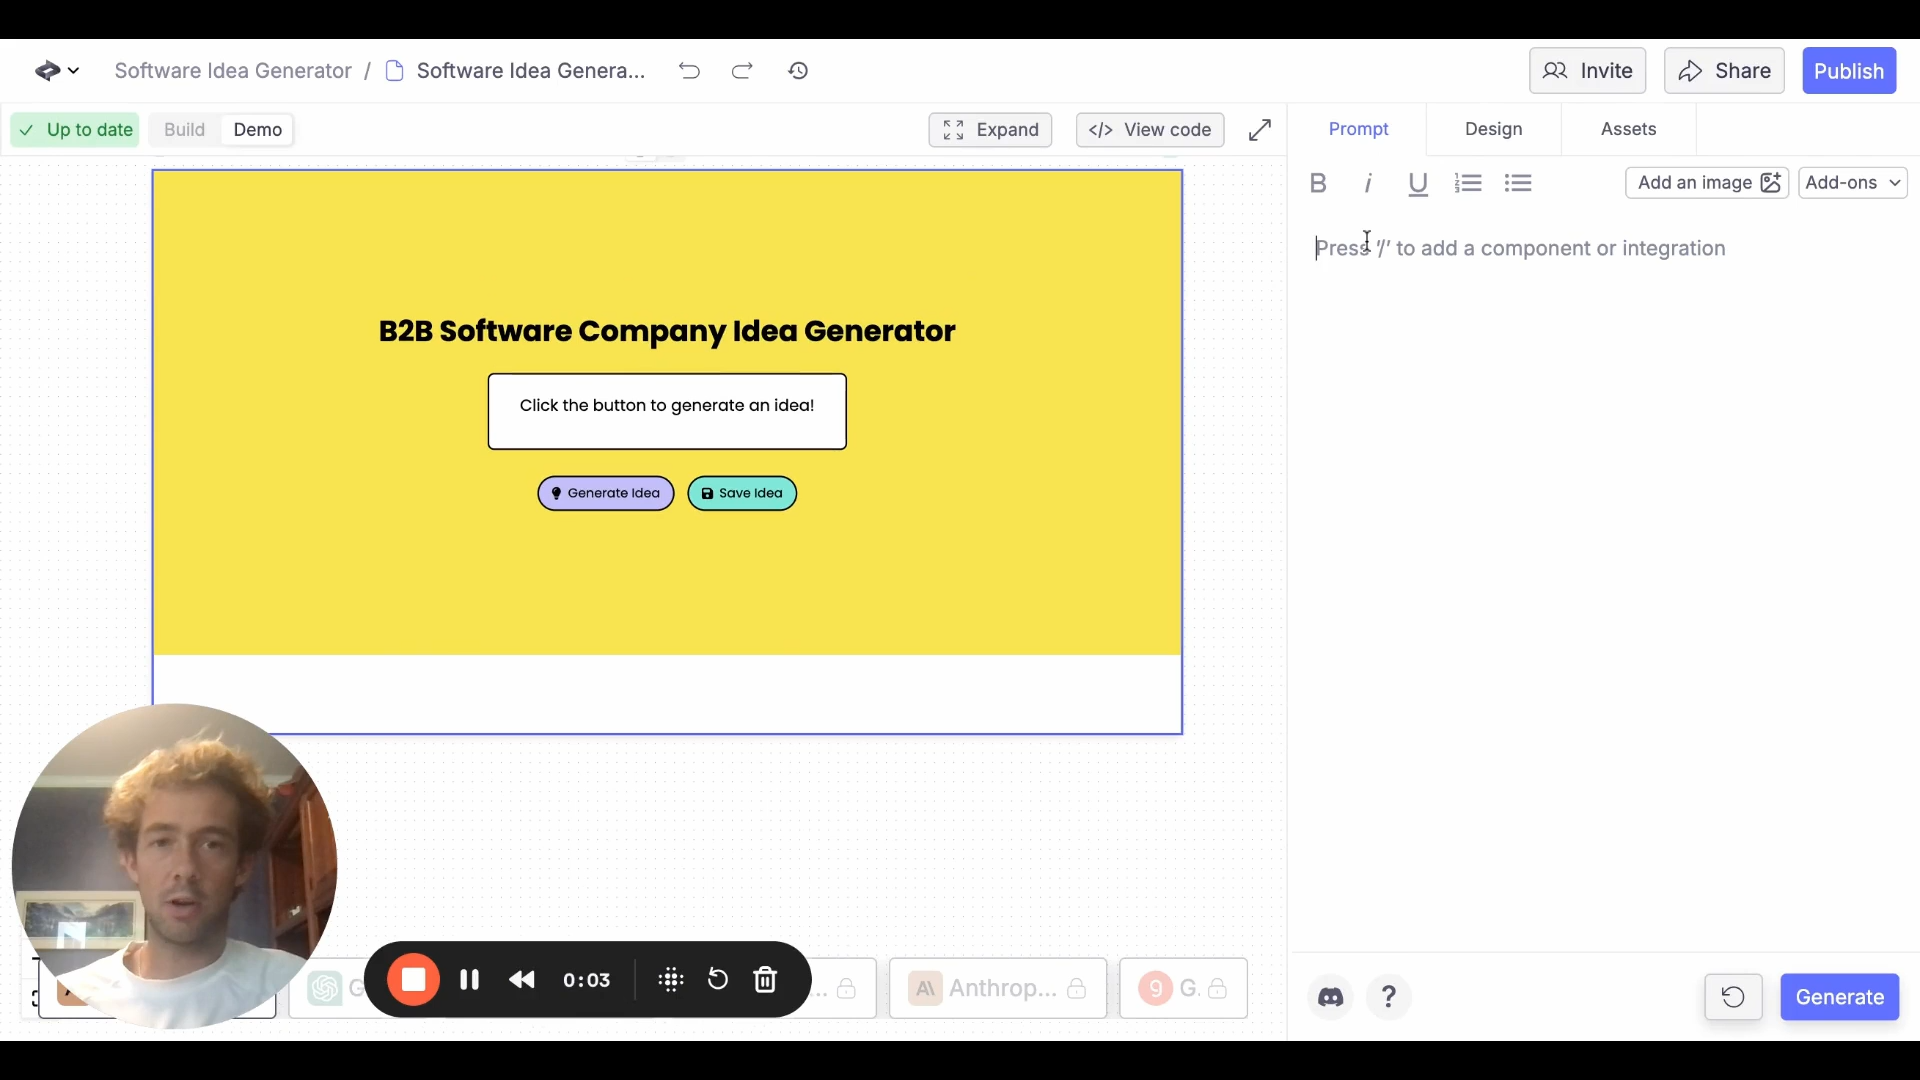 Software Idea Generator / Software Idea Genera...
Invite
Share
Publish
Up to date
Build
Demo
Expand
</> View code
Prompt
Design
Assets
B i U
Add an image
Add-ons
Press '/' to add a component or integration
B2B Software Company Idea Generator
Click the button to generate an idea!
Generate Idea
Save Idea
0:03
G
...
Anthrop...
9 G.
?
Generate